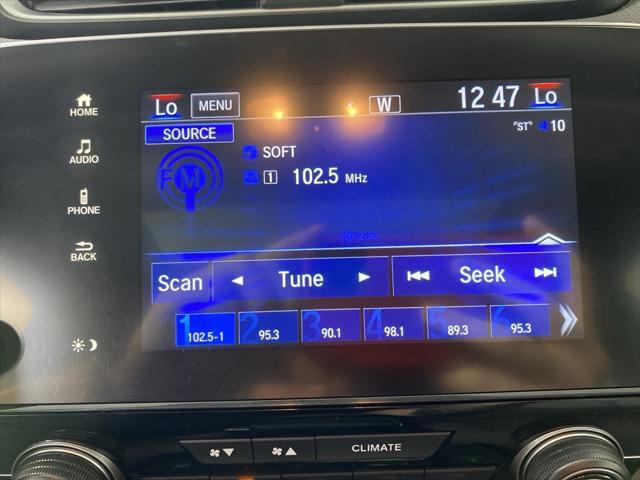 HOME
AUDIO
PHONE
BACK
Lo MENU W 12 47 Lo
SOURCE "ST" 10
FM SOFT
1 102.5 MHz
Scan Tune Seek
1 102.5-1 2 95.3 3 90.1 4 98.1 5 89.3 6 95.3
CLIMATE